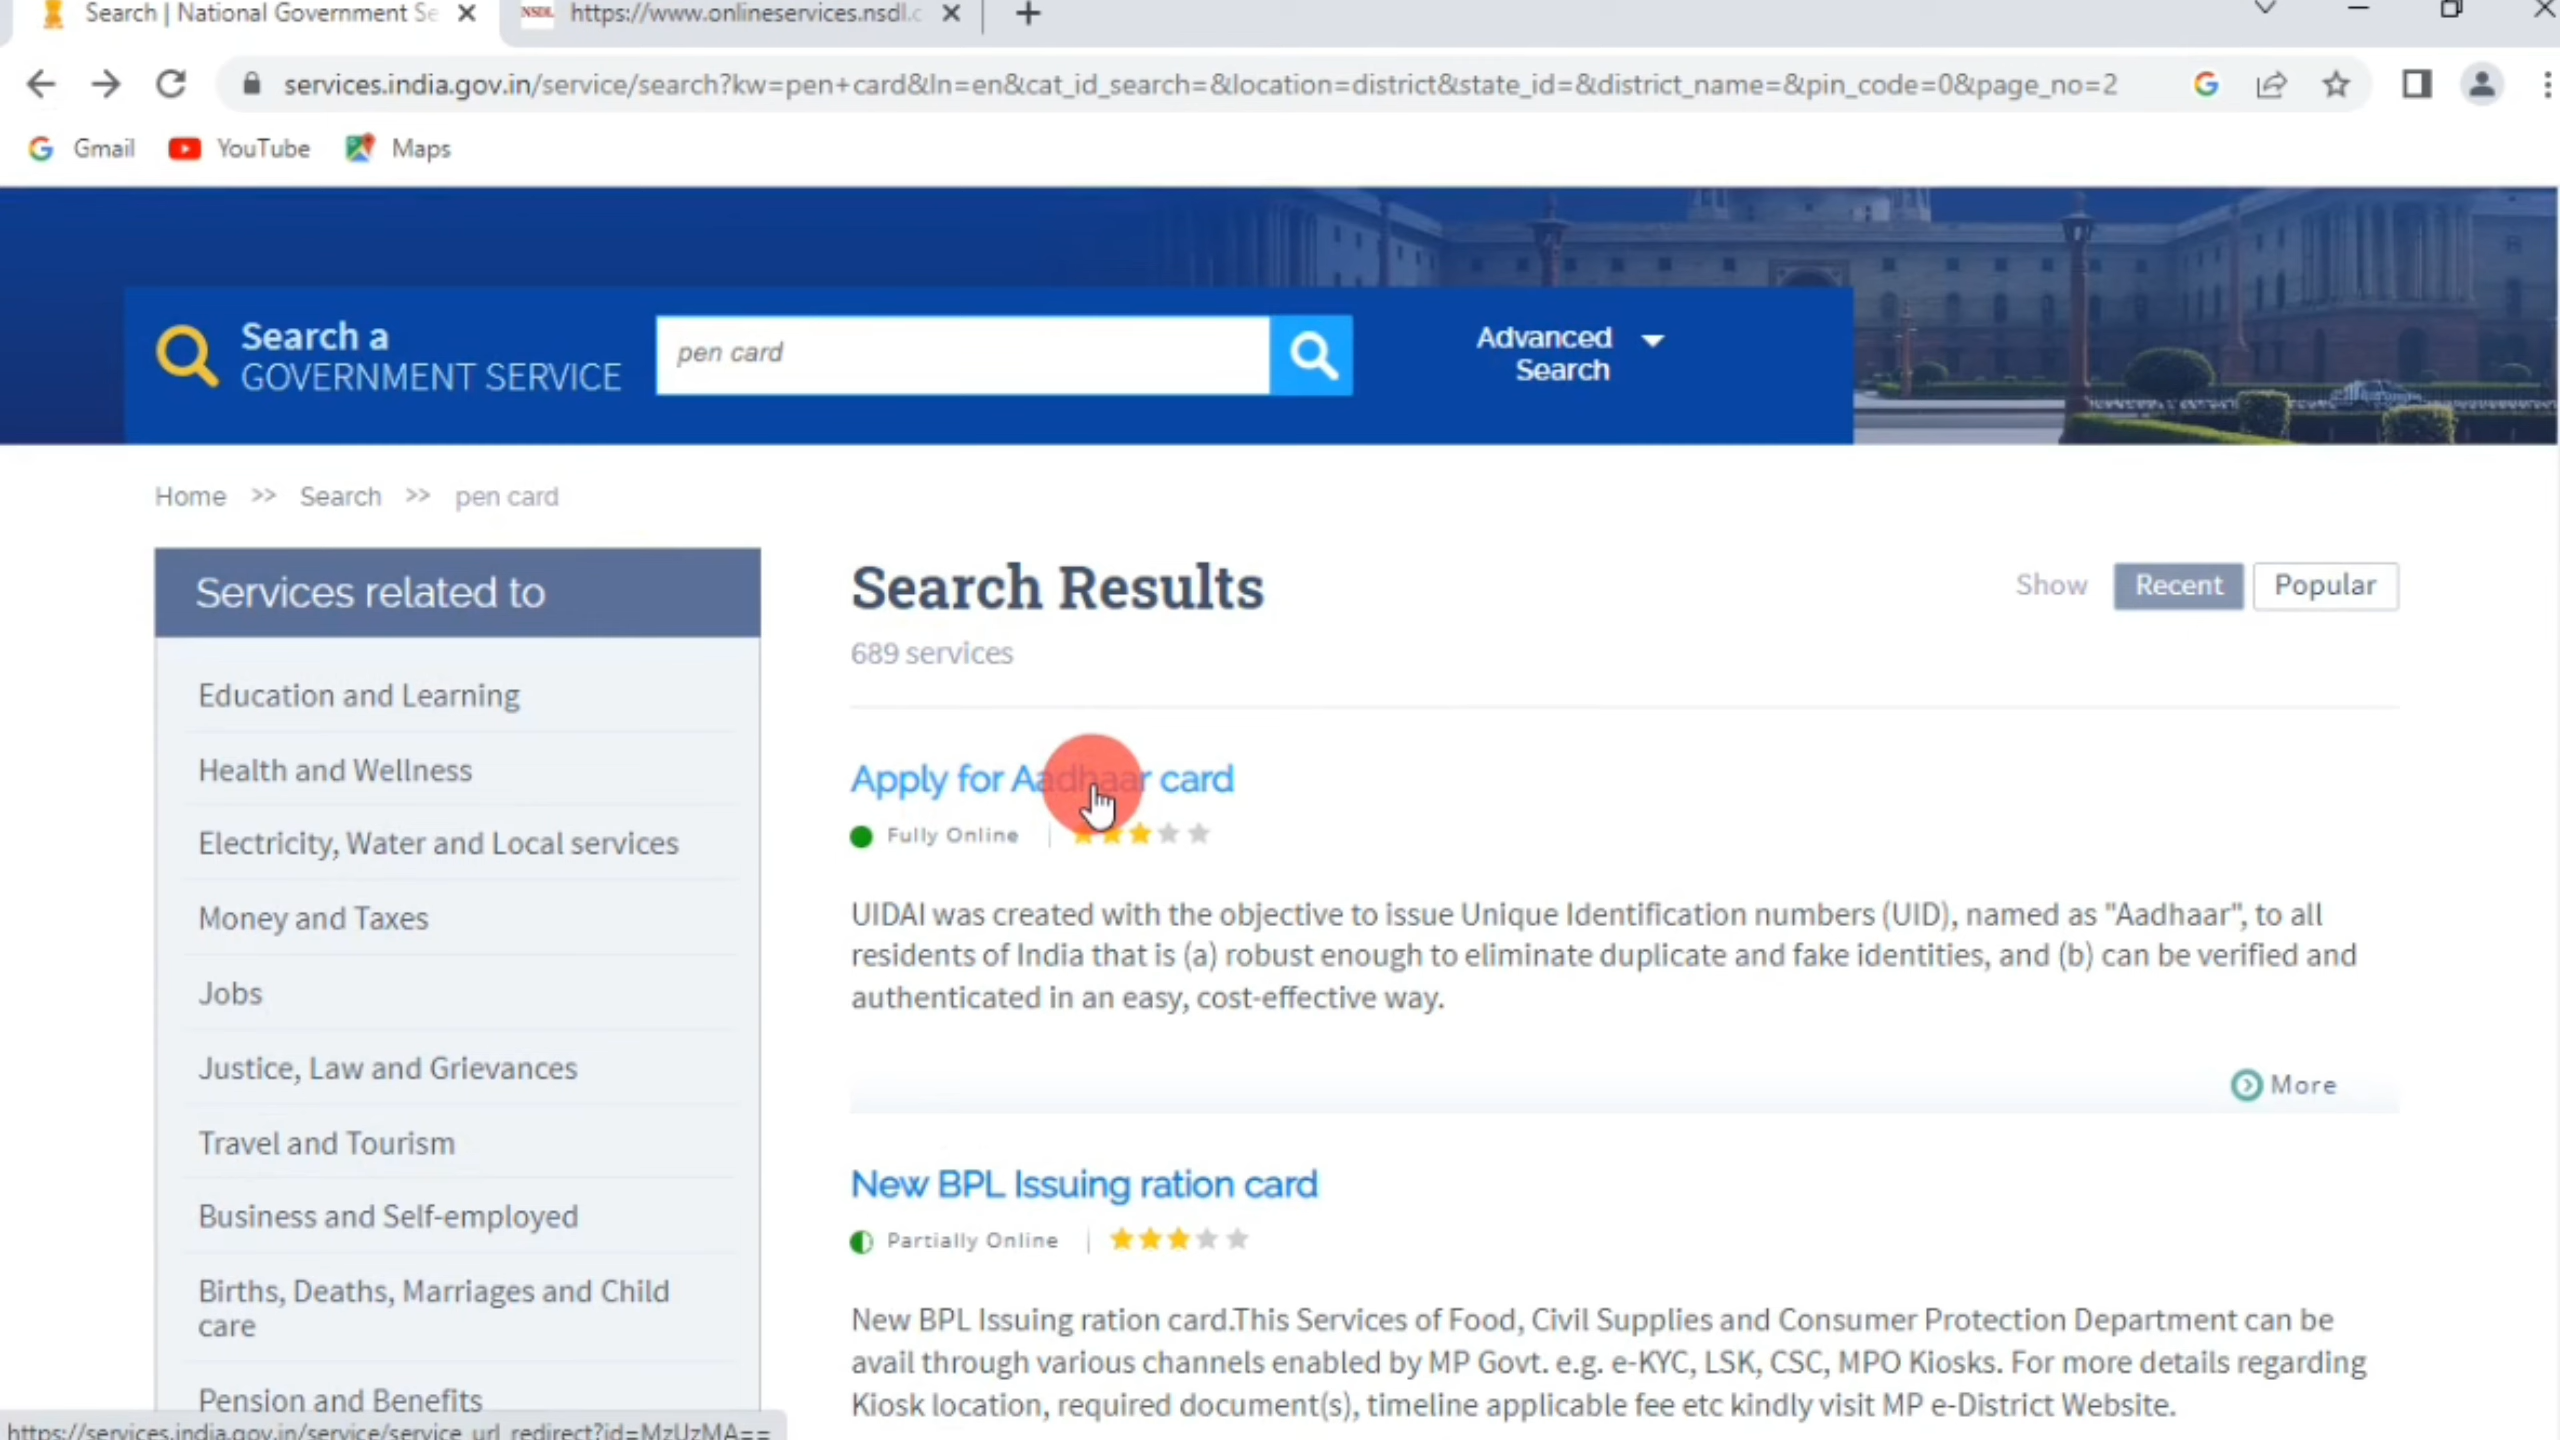 Search | National Government Se
NSDL https://www.onlineservices.nsdl.c
services.india.gov.in/service/search?kw=pen+card&ln=en&cat_id_search=&location=district&state_id=&district_name=&pin_code=0&page_no=2
Gmail YouTube Maps
Search a
GOVERNMENT SERVICE
pen card
Advanced
Search
Home >> Search >> pen card
Services related to
Education and Learning
Health and Wellness
Electricity, Water and Local services
Money and Taxes
Jobs
Justice, Law and Grievances
Travel and Tourism
Business and Self-employed
Births, Deaths, Marriages and Child
care
Pension and Benefits
Search Results
Show Recent Popular
689 services
Apply for Aadhaar card
Fully Online
UIDAI was created with the objective to issue Unique Identification numbers (UID), named as "Aadhaar", to all
residents of India that is (a) robust enough to eliminate duplicate and fake identities, and (b) can be verified and
authenticated in an easy, cost-effective way.
More
New BPL Issuing ration card
Partially Online
New BPL Issuing ration card.This Services of Food, Civil Supplies and Consumer Protection Department can be
avail through various channels enabled by MP Govt. e.g. e-KYC, LSK, CSC, MPO Kiosks. For more details regarding
Kiosk location, required document(s), timeline applicable fee etc kindly visit MP e-District Website.
https://services.india.gov.in/service/service_url_redirect?id=MzUzMA==